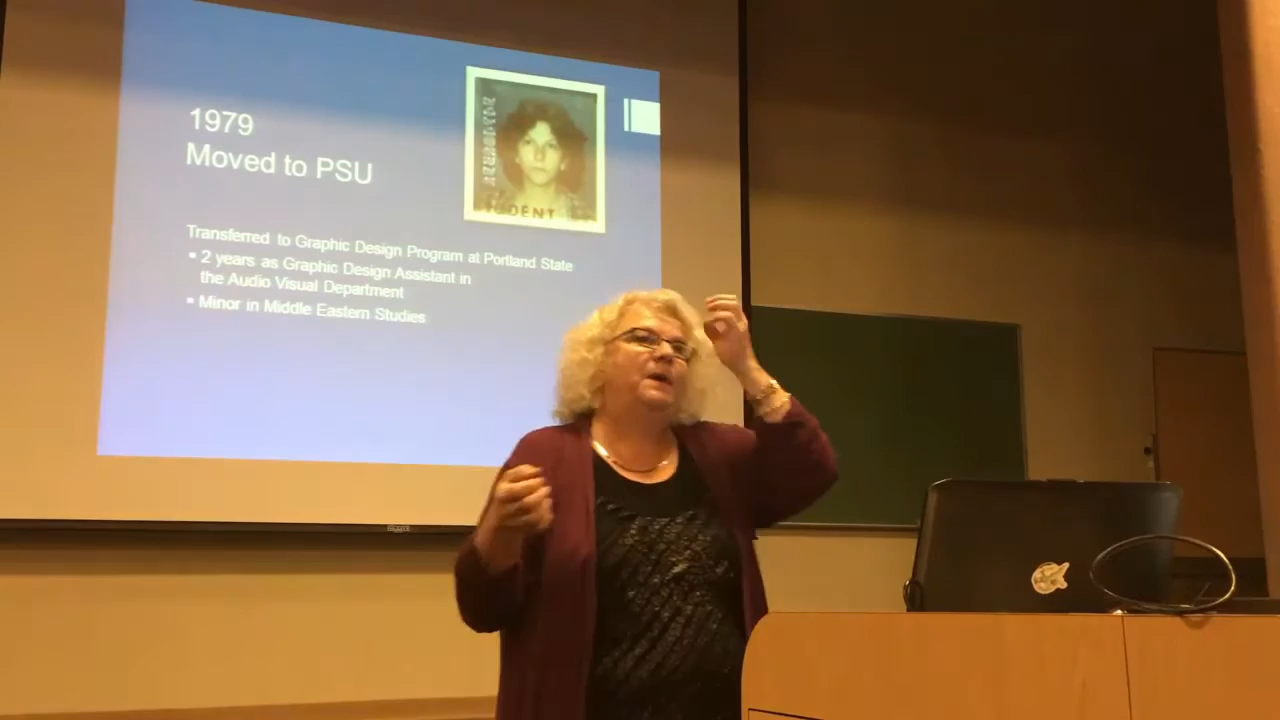 1979
Moved to PSU
Transferred to Graphic Design Program at Portland State
▪ 2 years as Graphic Design Assistant in
the Audio Visual Department
▪ Minor in Middle Eastern Studies